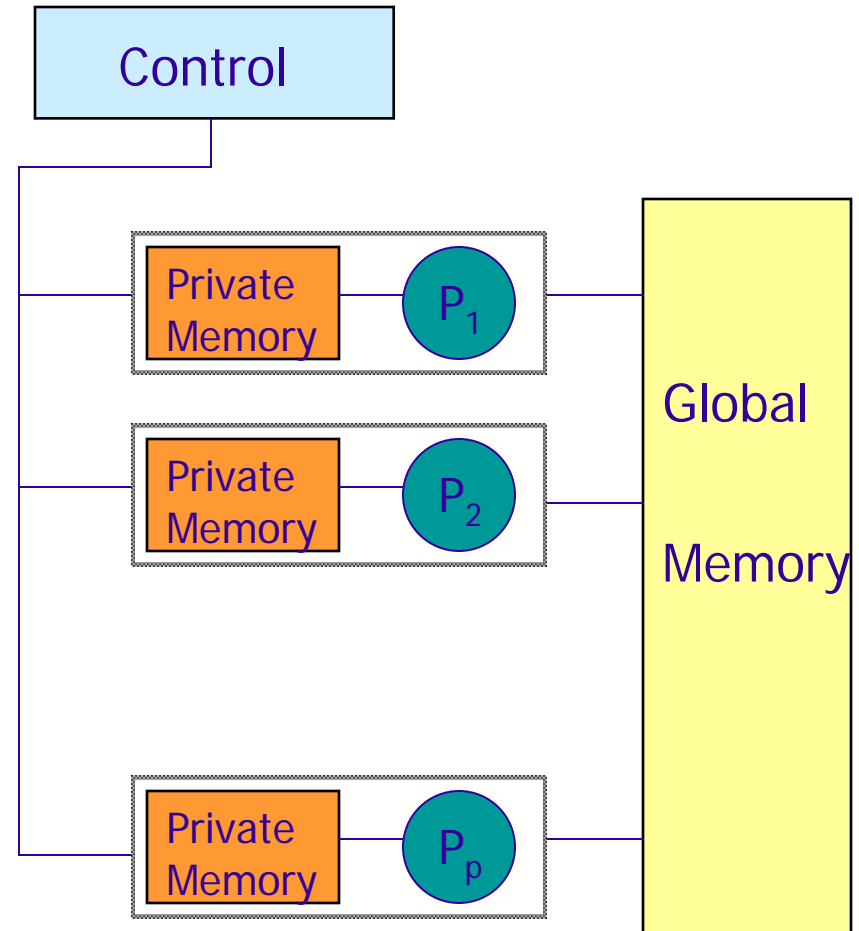 Control
Private
Memory
P₁
Global
Private
Memory
P₂
Memory
Private
Memory
Pₚ